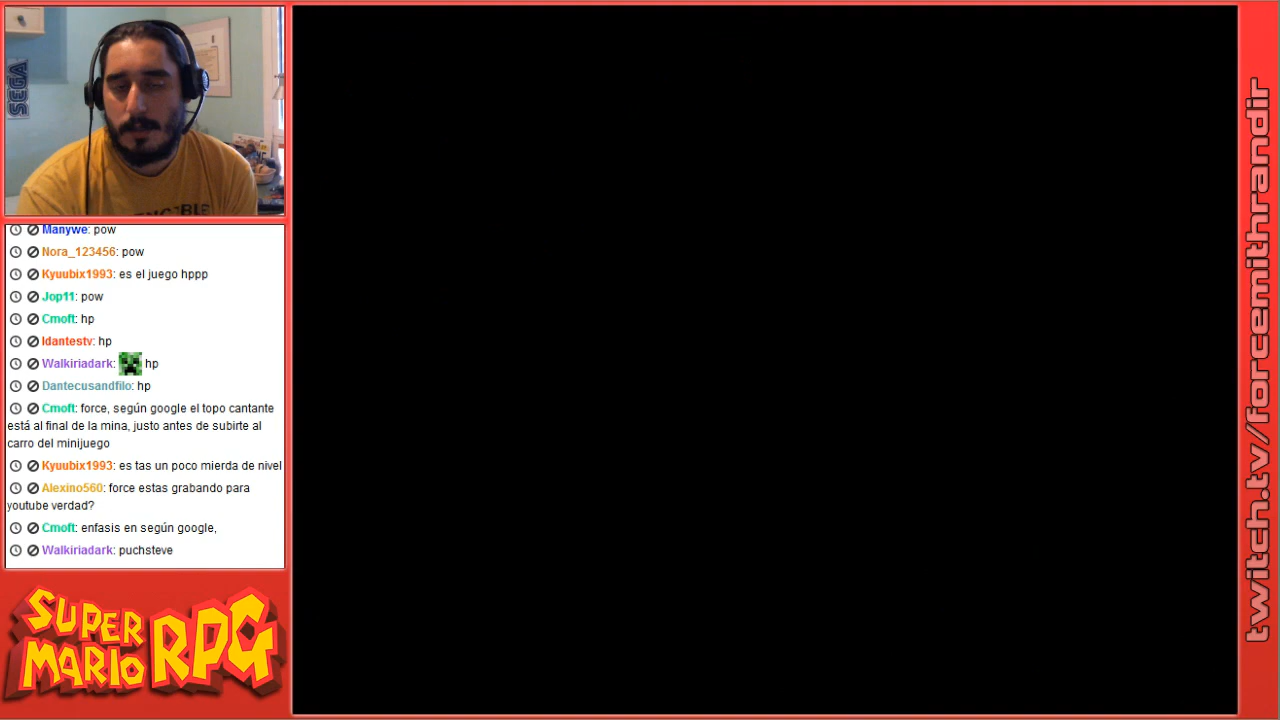 SEGA
Manywe: pow
Nora_123456: pow
Kyuubix1993: es el juego hppp
Jop11: pow
Cmoft: hp
Idantestv: hp
Walkiriadark: hp
Dantecusandfilo: hp
Cmoft: force, según google el topo cantante
está al final de la mina, justo antes de subirte al
carro del minijuego
Kyuubix1993: es tas un poco mierda de nivel
Alexino560: force estas grabando para
youtube verdad?
Cmoft: enfasis en según google,
Walkiriadark: puchsteve
SUPER
MARIO
RPG
twitch.tv/forcemithrandir